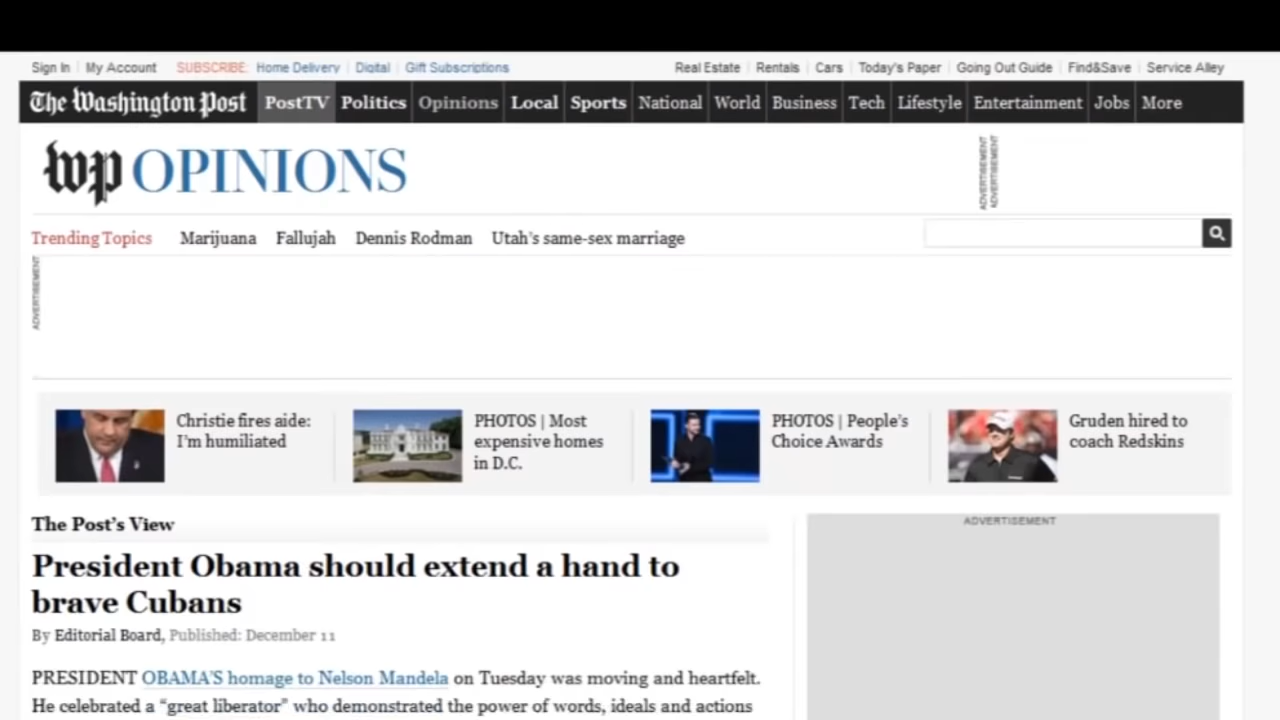 Sign In My Account SUBSCRIBE: Home Delivery Digital Gift Subscriptions Real Estate Rentals Cars Today's Paper Going Out Guide Find&Save Service Alley
The Washington Post PostTV Politics Opinions Local Sports National World Business Tech Lifestyle Entertainment Jobs More
wp OPINIONS
ADVERTISEMENT
ADVERTISEMENT
Trending Topics Marijuana Fallujah Dennis Rodman Utah's same-sex marriage
ADVERTISEMENT
Christie fires aide:
I'm humiliated
PHOTOS | Most
expensive homes
in D.C.
PHOTOS | People's
Choice Awards
Gruden hired to
coach Redskins
The Post's View
ADVERTISEMENT
President Obama should extend a hand to
brave Cubans
By Editorial Board, Published: December 11
PRESIDENT OBAMA'S homage to Nelson Mandela on Tuesday was moving and heartfelt.
He celebrated a “great liberator” who demonstrated the power of words, ideals and actions